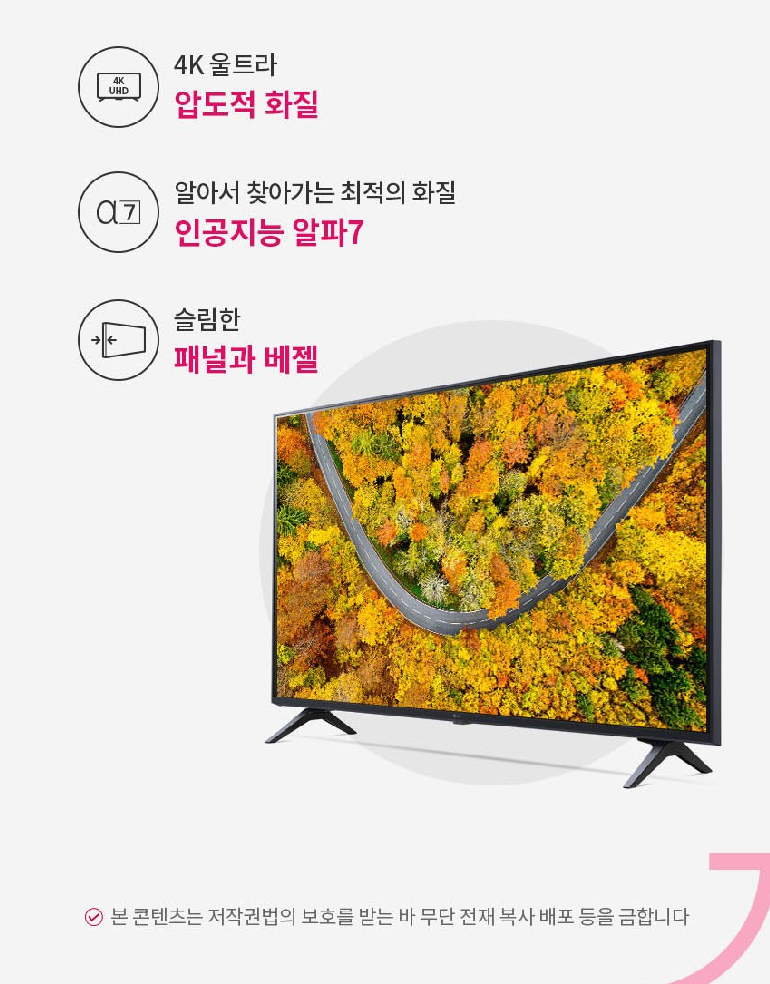 4K
UHD
4K 울트라
압도적 화질
α7
알아서 찾아가는 최적의 화질
인공지능 알파7
슬림한
패널과 베젤
본 콘텐츠는 저작권법의 보호를 받는 바 무단 전재 복사 배포 등을 금합니다